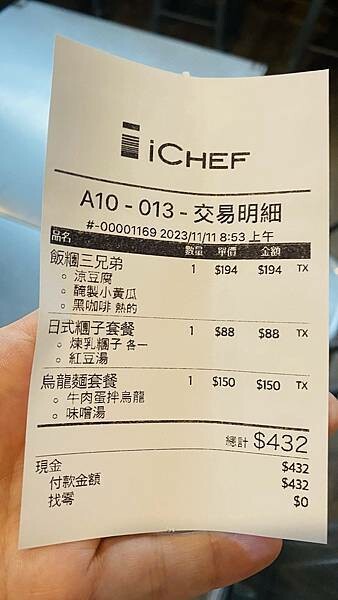 iCHEF
A10 - 013 - 交易明細
#-00001169 2023/11/11 8:53 上午
品名 數量 單價 金額
飯糰三兄弟 1 $194 $194 TX
○ 涼豆腐
○ 醃製小黃瓜
○ 黑咖啡 熱的
日式糰子套餐 1 $88 $88 TX
○ 煉乳糰子 各一
○ 紅豆湯
烏龍麵套餐 1 $150 $150 TX
○ 牛肉蛋拌烏龍
○ 味噌湯
總計 $432
現金 $432
付款金額 $432
找零 $0